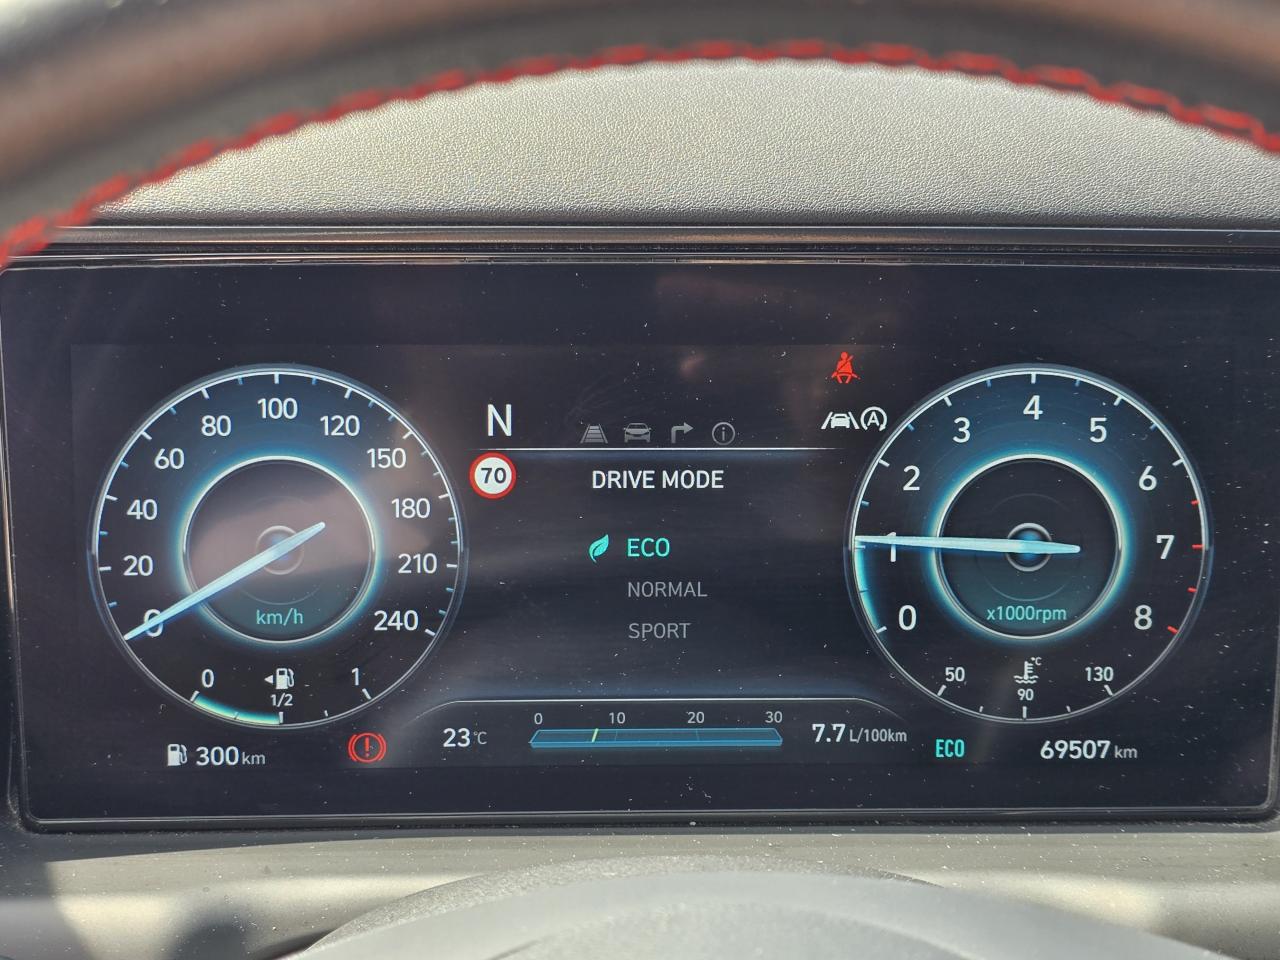 N
70
DRIVE MODE
ECO
NORMAL
SPORT
0
20
40
60
80
100
120
150
180
210
240
km/h
0
1/2
1
300 km
23 °C
0 10 20 30
7.7 L/100km
A
0
1
2
3
4
5
6
7
8
x1000rpm
50
°C
90
130
ECO
69507 km